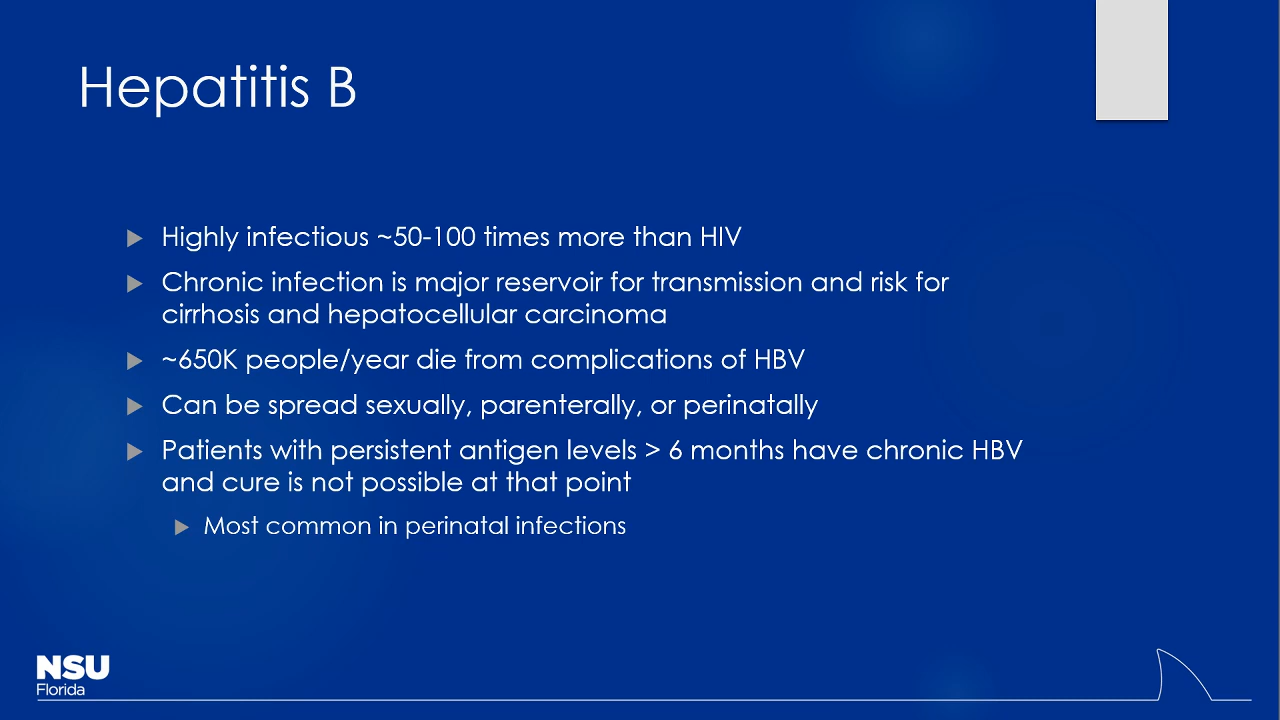 Hepatitis B
Highly infectious ~50-100 times more than HIV
Chronic infection is major reservoir for transmission and risk for
cirrhosis and hepatocellular carcinoma
~650K people/year die from complications of HBV
Can be spread sexually, parenterally, or perinatally
Patients with persistent antigen levels > 6 months have chronic HBV
and cure is not possible at that point
Most common in perinatal infections
NSU
Florida